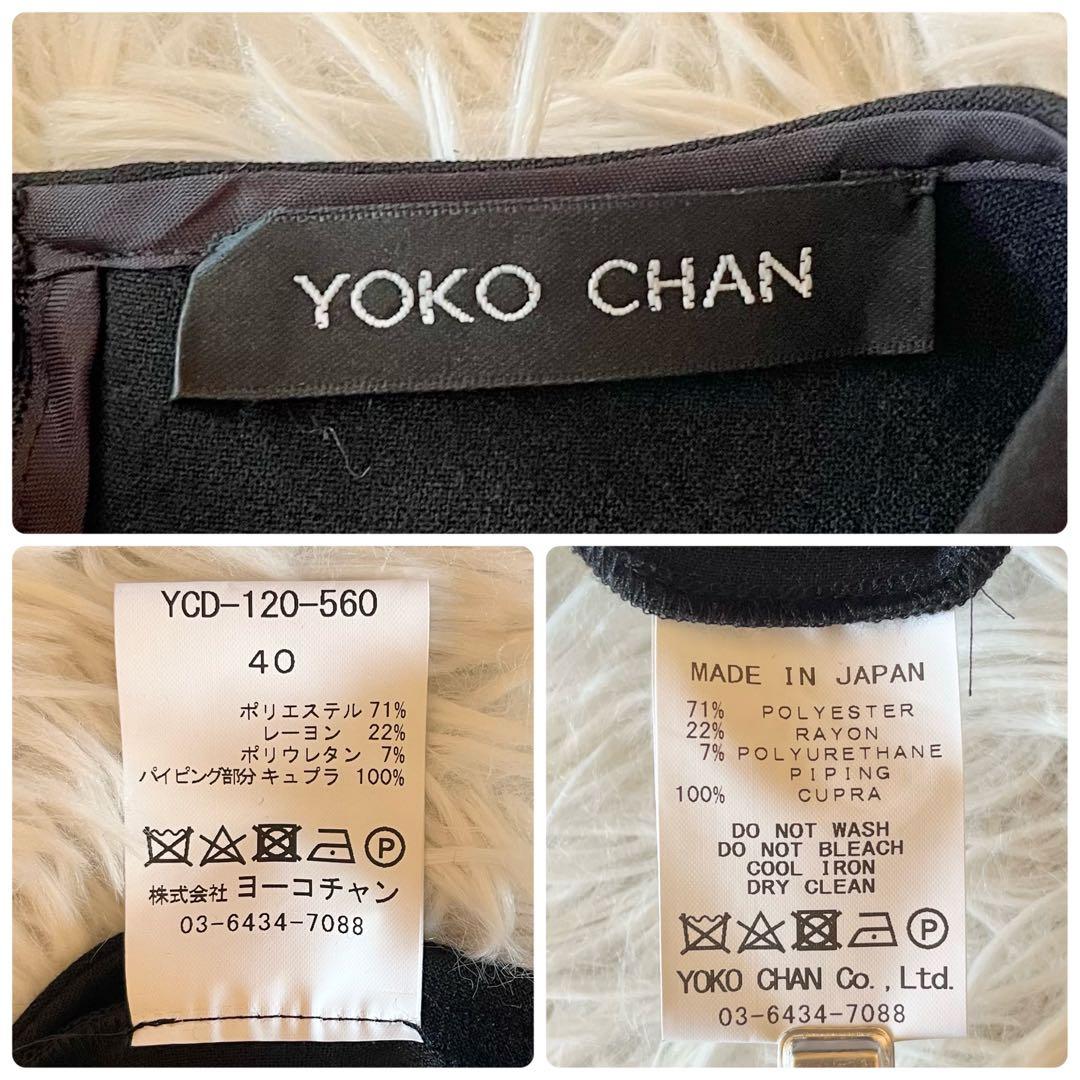 YOKO CHAN
YCD-120-560
40
ポリエステル 71%
レーヨン 22%
ポリウレタン 7%
パイピング部分 キュプラ 100%
株式会社 ヨーコチャン
03-6434-7088
MADE IN JAPAN
71% POLYESTER
22% RAYON
7% POLYURETHANE
PIPING
100% CUPRA
DO NOT WASH
DO NOT BLEACH
COOL IRON
DRY CLEAN
YOKO CHAN Co.,Ltd.
03-6434-7088